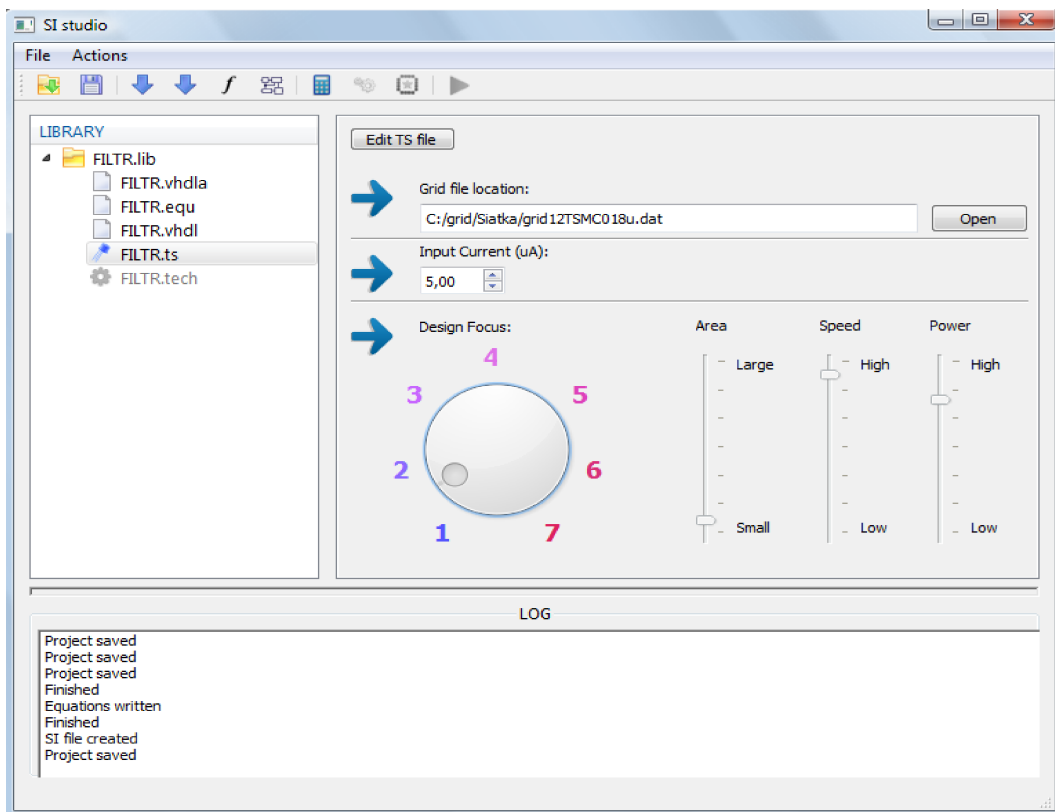 SI studio
File Actions
f
LIBRARY
FILTR.lib
FILTR.vhdla
FILTR.equ
FILTR.vhdl
FILTR.ts
FILTR.tech
Edit TS file
Grid file location:
C:/grid/Siatka/grid12TSMC018u.dat Open
Input Current (uA):
5,00
Design Focus: Area Speed Power
4
3 5
2 6
1 7
Large High High
Small Low Low
LOG
Project saved
Project saved
Project saved
Finished
Equations written
Finished
SI file created
Project saved